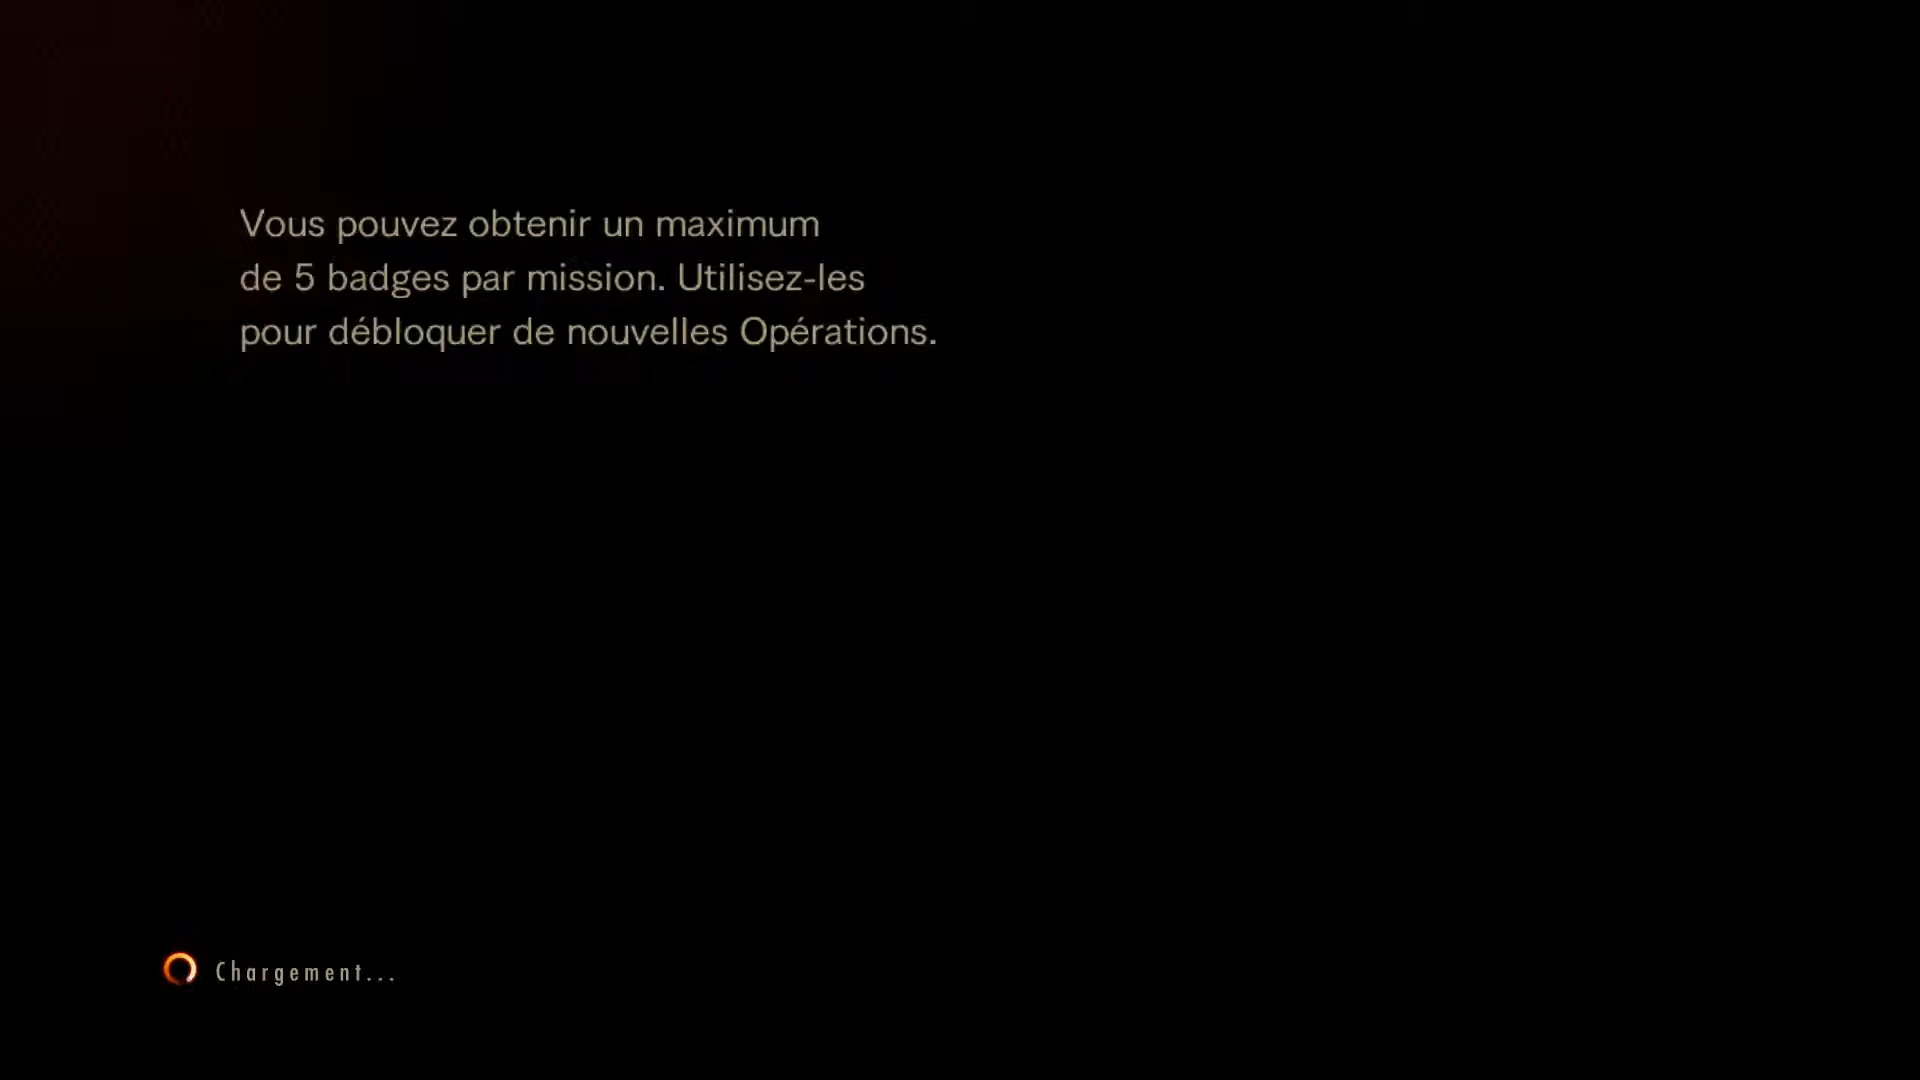 Vous pouvez obtenir un maximum
de 5 badges par mission. Utilisez-les
pour débloquer de nouvelles Opérations.
Chargement...